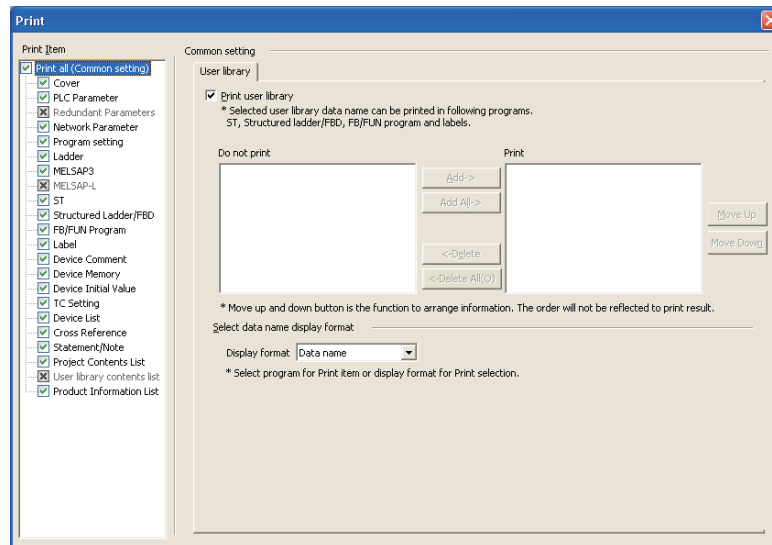 Print
Print Item
Print all (Common setting)
Cover
PLC Parameter
Redundant Parameters
Network Parameter
Program setting
Ladder
MELSAP3
MELSAP-L
ST
Structured Ladder/FBD
FB/FUN Program
Label
Device Comment
Device Memory
Device Initial Value
TC Setting
Device List
Cross Reference
Statement/Note
Project Contents List
User library contents list
Product Information List
Common setting
User library
Print user library
* Selected user library data name can be printed in following programs.
ST, Structured ladder/FBD, FB/FUN program and labels.
Do not print
Print
Add->
Add All->
<-Delete
<-Delete All(O)
Move Up
Move Down
* Move up and down button is the function to arrange information. The order will not be reflected to print result.
Select data name display format
Display format Data name
* Select program for Print item or display format for Print selection.